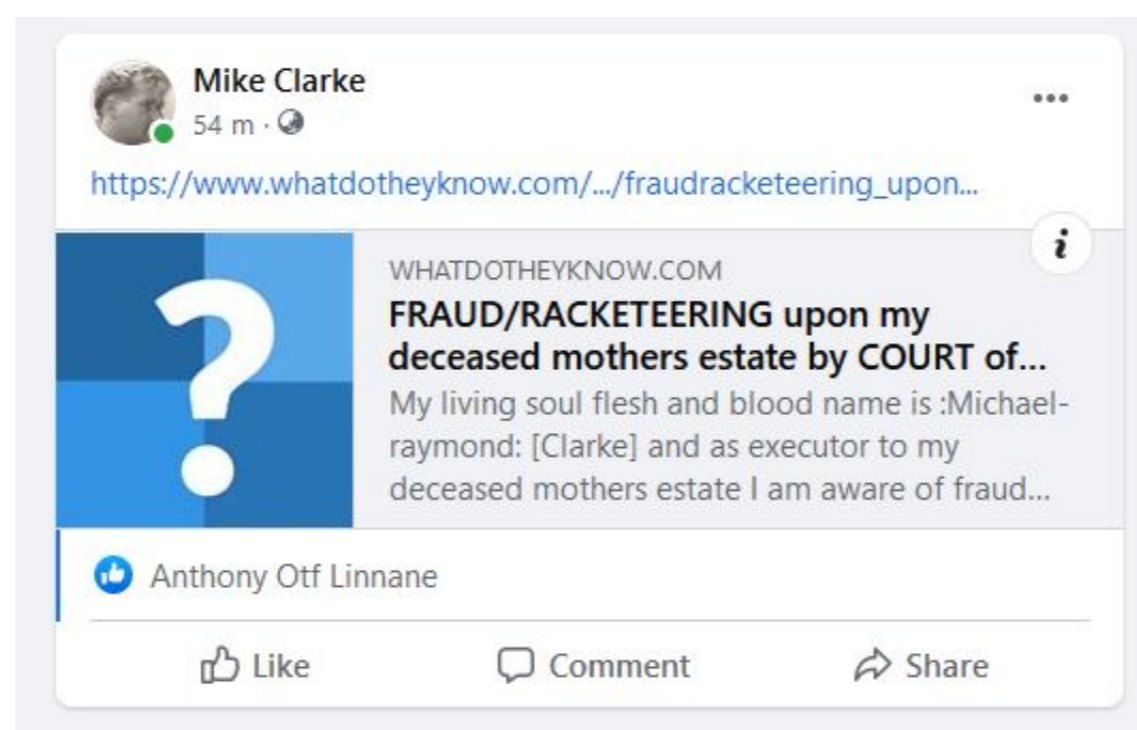 Mike Clarke
54 m ·
https://www.whatdotheyknow.com/.../fraudracketeering_upon...
WHATDOTHEYKNOW.COM
FRAUD/RACKETEERING upon my
deceased mothers estate by COURT of...
My living soul flesh and blood name is :Michael-
raymond: [Clarke] and as executor to my
deceased mothers estate I am aware of fraud...
Anthony Otf Linnane
Like Comment Share